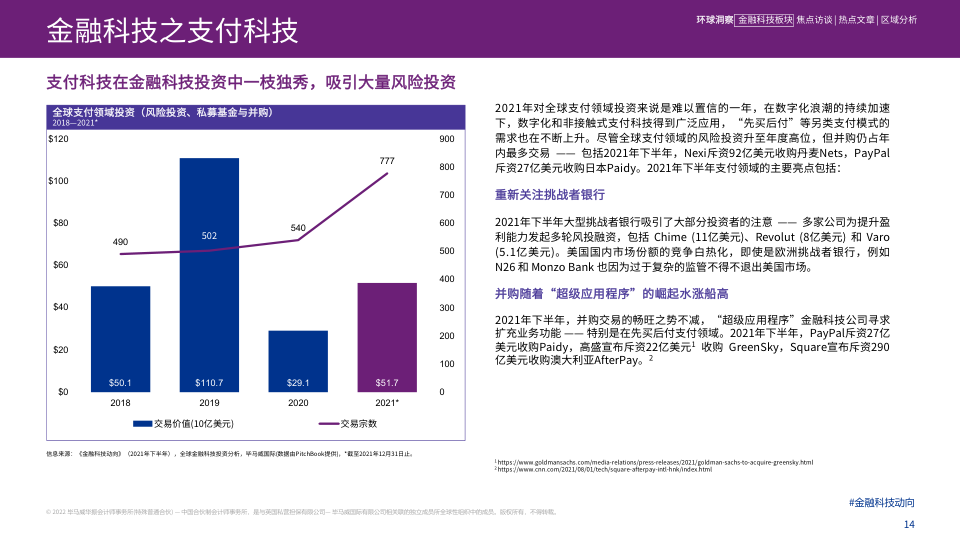 金融科技之支付科技
环球洞察 金融科技板块 焦点访谈 | 热点文章 | 区域分析
支付科技在金融科技投资中一枝独秀，吸引大量风险投资
全球支付领域投资（风险投资、私募基金与并购）
2018—2021*
$120
$100
$80
$60
$40
$20
$0
900
800
700
600
500
400
300
200
100
0
490
502
540
777
$50.1
$110.7
$29.1
$51.7
2018
2019
2020
2021*
交易价值(10亿美元)
交易宗数
信息来源：《金融科技动向》（2021年下半年），全球金融科技投资分析，毕马威国际(数据由PitchBook提供)，*截至2021年12月31日止。
2021年对全球支付领域投资来说是难以置信的一年，在数字化浪潮的持续加速
下，数字化和非接触式支付科技得到广泛应用，“先买后付”等另类支付模式的
需求也在不断上升。尽管全球支付领域的风险投资升至年度高位，但并购仍占年
内最多交易 —— 包括2021年下半年，Nexi斥资92亿美元收购丹麦Nets，PayPal
斥资27亿美元收购日本Paidy。2021年下半年支付领域的主要亮点包括：
重新关注挑战者银行
2021年下半年大型挑战者银行吸引了大部分投资者的注意 —— 多家公司为提升盈
利能力发起多轮风投融资，包括 Chime (11亿美元)、Revolut (8亿美元) 和 Varo
(5.1亿美元)。美国国内市场份额的竞争白热化，即使是欧洲挑战者银行，例如
N26 和 Monzo Bank 也因为过于复杂的监管不得不退出美国市场。
并购随着“超级应用程序”的崛起水涨船高
2021年下半年，并购交易的畅旺之势不减，“超级应用程序”金融科技公司寻求
扩充业务功能 —— 特别是在先买后付支付领域。2021年下半年，PayPal斥资27亿
美元收购Paidy，高盛宣布斥资22亿美元¹ 收购 GreenSky，Square宣布斥资290
亿美元收购澳大利亚AfterPay。²
¹ https://www.goldmansachs.com/media-relations/press-releases/2021/goldman-sachs-to-acquire-greensky.html
² https://www.cnn.com/2021/08/01/tech/square-afterpay-intl-hnk/index.html
© 2022 毕马威华振会计师事务所(特殊普通合伙) — 中国合伙制会计师事务所，是与英国私营担保有限公司— 毕马威国际有限公司相关联的独立成员所全球性组织中的成员。版权所有，不得转载。
#金融科技动向
14